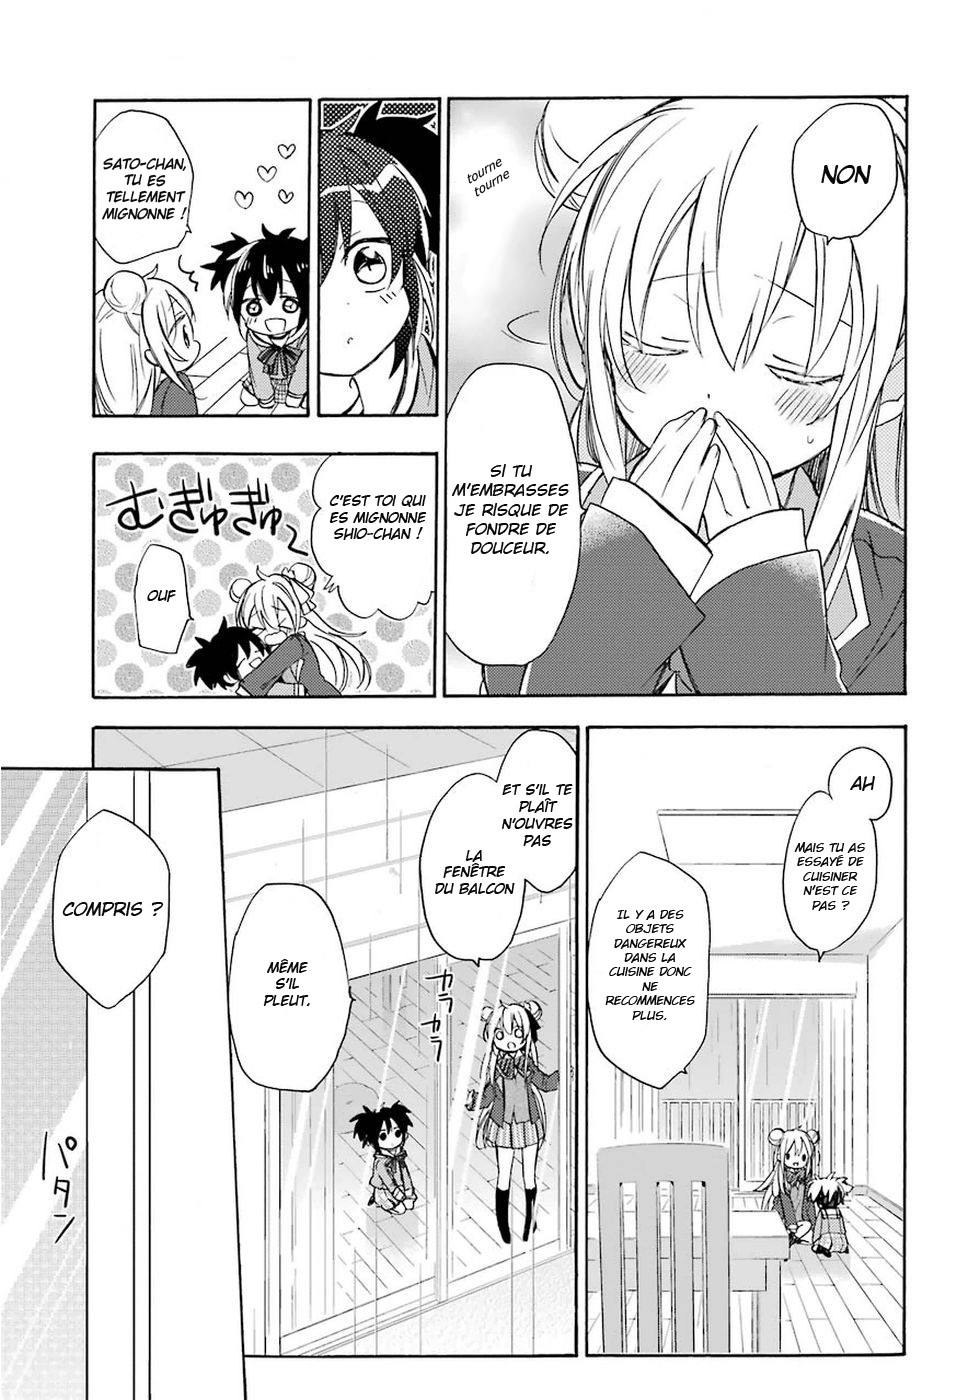 NON
tourne
tourne
SI TU
M'EMBRASSES
JE RISQUE DE
FONDRE DE
DOUCEUR.
SATO-CHAN,
TU ES
TELLEMENT
MIGNONNE !
C'EST TOI QUI
ES MIGNONNE
SHIO-CHAN !
むぎゅぎゅ〜
OUF
AH
MAIS TU AS
ESSAYÉ DE
CUISINER
N'EST CE
PAS ?
IL Y A DES
OBJETS
DANGEREUX
DANS LA
CUISINE DONC
NE
RECOMMENCES
PLUS.
ET S'IL TE
PLAÎT
N'OUVRES
PAS
LA
FENÊTRE
DU BALCON
カラ
カラ
MÊME
S'IL
PLEUT.
COMPRIS ?
パタン